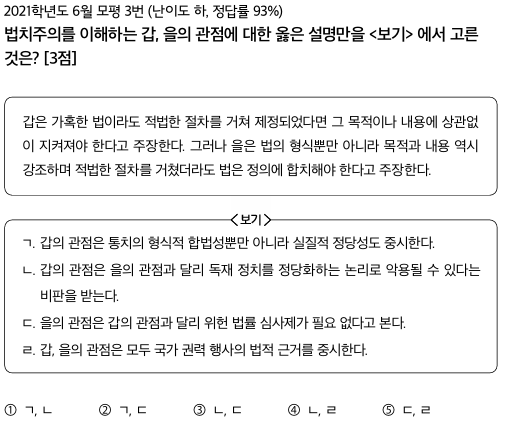 2021학년도 6월 모평 3번 (난이도 하, 정답률 93%)
법치주의를 이해하는 갑, 을의 관점에 대한 옳은 설명만을 <보기> 에서 고른
것은? [3점]
갑은 가혹한 법이라도 적법한 절차를 거쳐 제정되었다면 그 목적이나 내용에 상관없
이 지켜져야 한다고 주장한다. 그러나 을은 법의 형식뿐만 아니라 목적과 내용 역시
강조하며 적법한 절차를 거쳤더라도 법은 정의에 합치해야 한다고 주장한다.
<보기>
ㄱ. 갑의 관점은 통치의 형식적 합법성뿐만 아니라 실질적 정당성도 중시한다.
ㄴ. 갑의 관점은 을의 관점과 달리 독재 정치를 정당화하는 논리로 악용될 수 있다는
비판을 받는다.
ㄷ. 을의 관점은 갑의 관점과 달리 위헌 법률 심사제가 필요 없다고 본다.
ㄹ. 갑, 을의 관점은 모두 국가 권력 행사의 법적 근거를 중시한다.
① ㄱ, ㄴ ② ㄱ, ㄷ ③ ㄴ, ㄷ ④ ㄴ, ㄹ ⑤ ㄷ, ㄹ